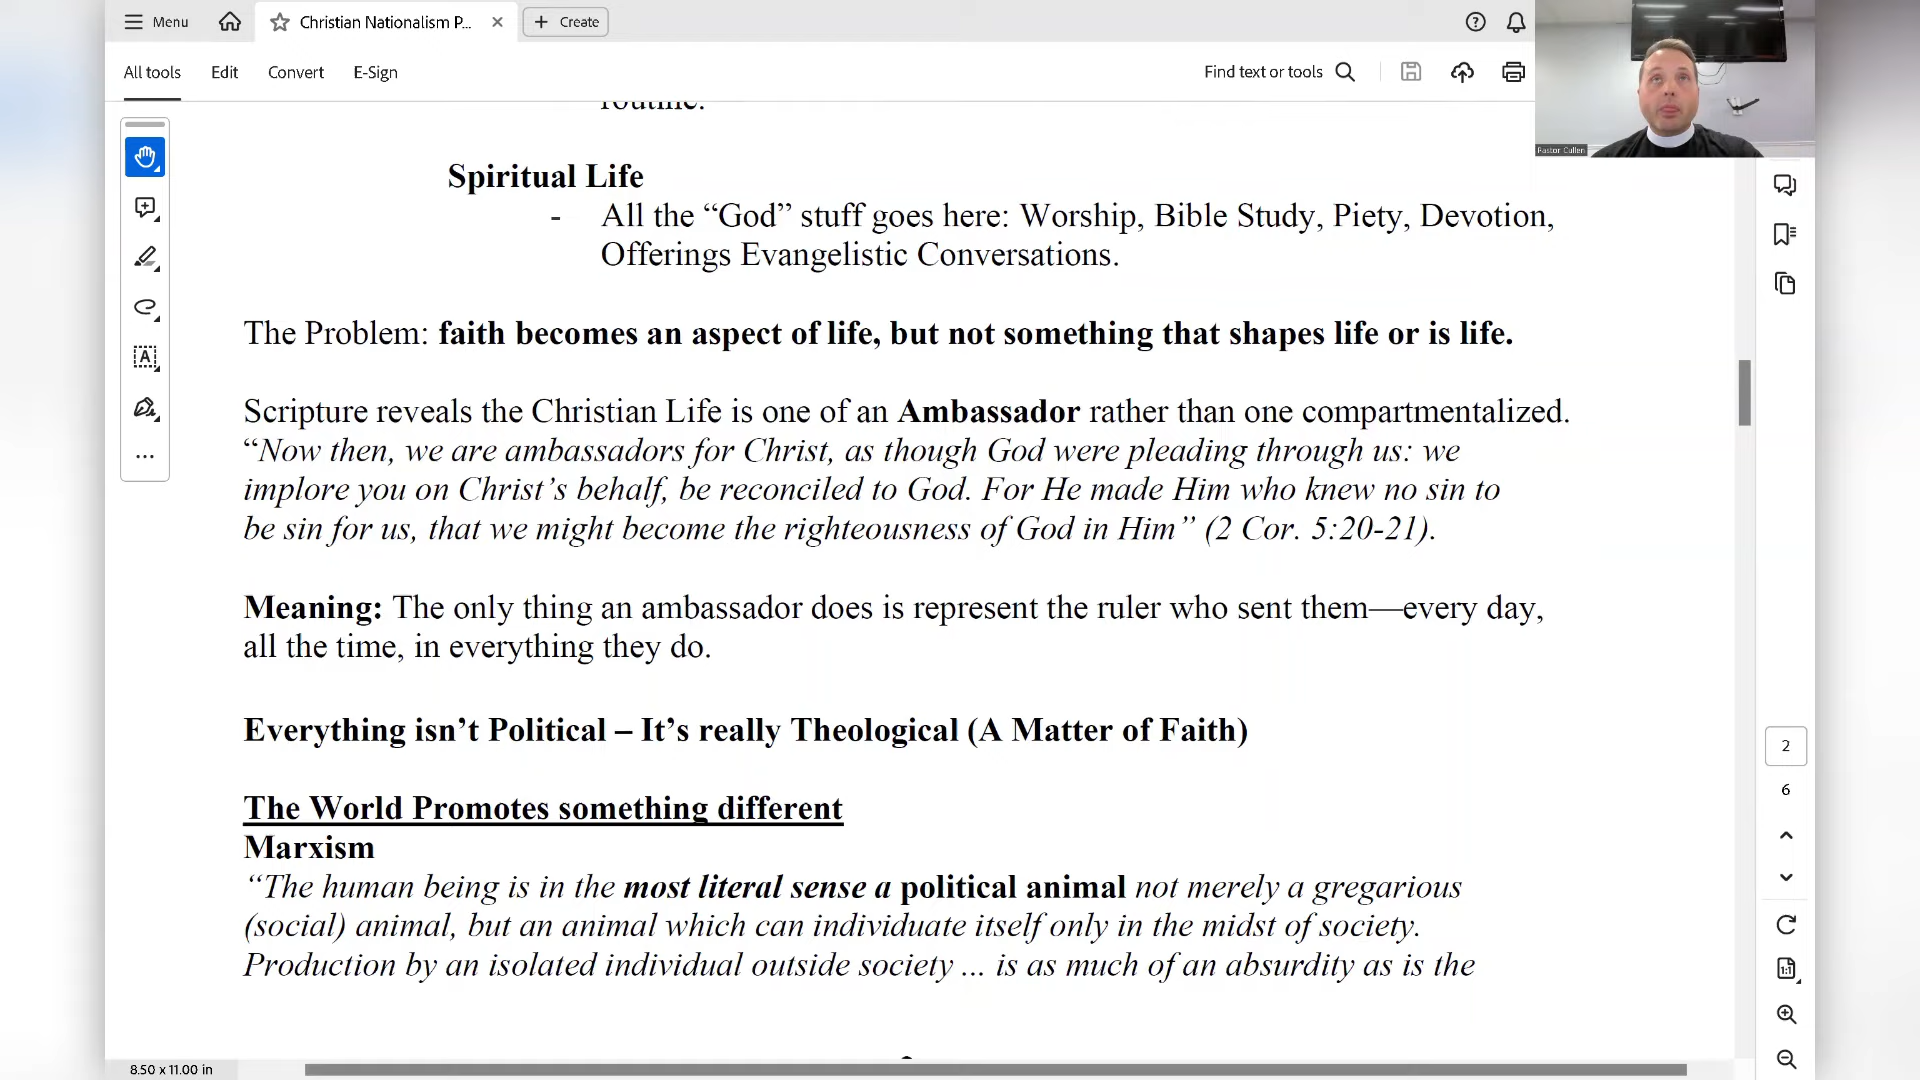 Menu
Christian Nationalism P...
Create
All tools
Edit
Convert
E-Sign
Find text or tools
Pastor Cullen
routine.
Spiritual Life
- All the “God” stuff goes here: Worship, Bible Study, Piety, Devotion,
Offerings Evangelistic Conversations.
The Problem: faith becomes an aspect of life, but not something that shapes life or is life.
Scripture reveals the Christian Life is one of an Ambassador rather than one compartmentalized.
“Now then, we are ambassadors for Christ, as though God were pleading through us: we
implore you on Christ’s behalf, be reconciled to God. For He made Him who knew no sin to
be sin for us, that we might become the righteousness of God in Him” (2 Cor. 5:20-21).
Meaning: The only thing an ambassador does is represent the ruler who sent them—every day,
all the time, in everything they do.
Everything isn’t Political – It’s really Theological (A Matter of Faith)
The World Promotes something different
Marxism
“The human being is in the most literal sense a political animal not merely a gregarious
(social) animal, but an animal which can individuate itself only in the midst of society.
Production by an isolated individual outside society ... is as much of an absurdity as is the
2
6
8.50 x 11.00 in